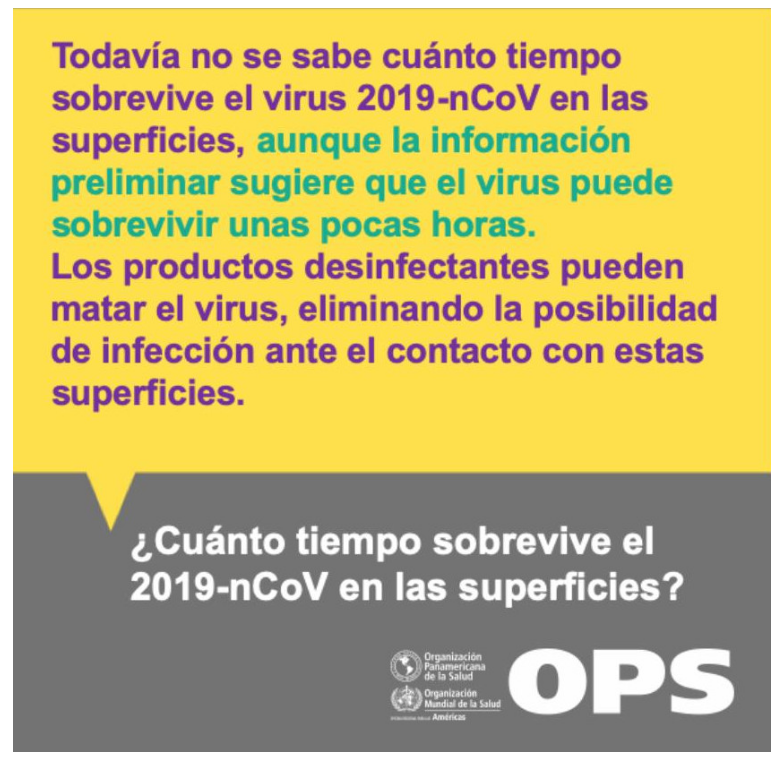 Todavía no se sabe cuánto tiempo
sobrevive el virus 2019-nCoV en las
superficies, aunque la información
preliminar sugiere que el virus puede
sobrevivir unas pocas horas.
Los productos desinfectantes pueden
matar el virus, eliminando la posibilidad
de infección ante el contacto con estas
superficies.
¿Cuánto tiempo sobrevive el
2019-nCoV en las superficies?
Organización
Panamericana
de la Salud
Organización
Mundial de la Salud
Américas
OPS